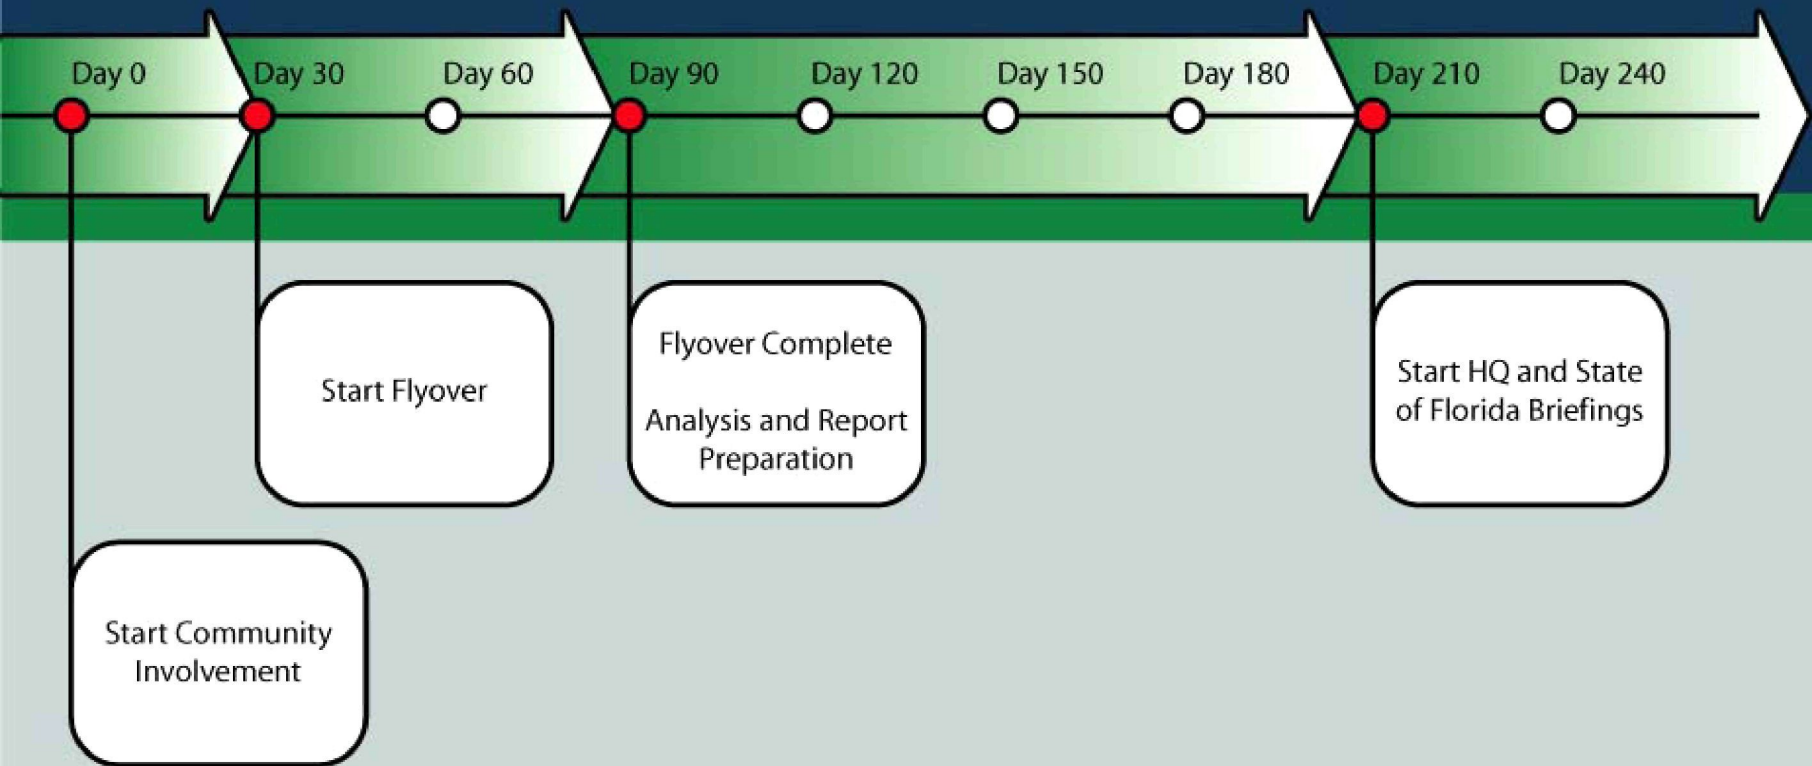 Day 0
Day 30
Day 60
Day 90
Day 120
Day 150
Day 180
Day 210
Day 240
Start Flyover
Flyover Complete
Analysis and Report
Preparation
Start HQ and State
of Florida Briefings
Start Community
Involvement